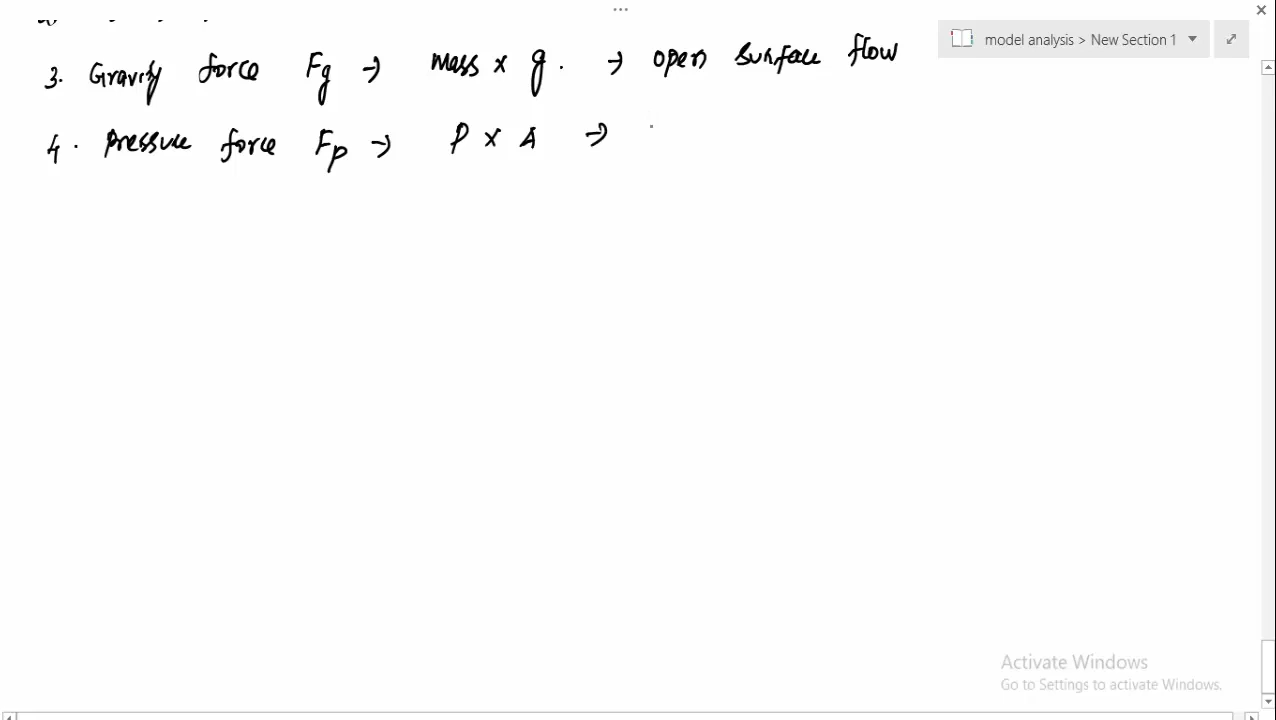 ...
model analysis > New Section 1
3. Gravity force Fg → mass x g. → open surface flow
4. Pressure force Fp → P x A →
Activate Windows
Go to Settings to activate Windows.